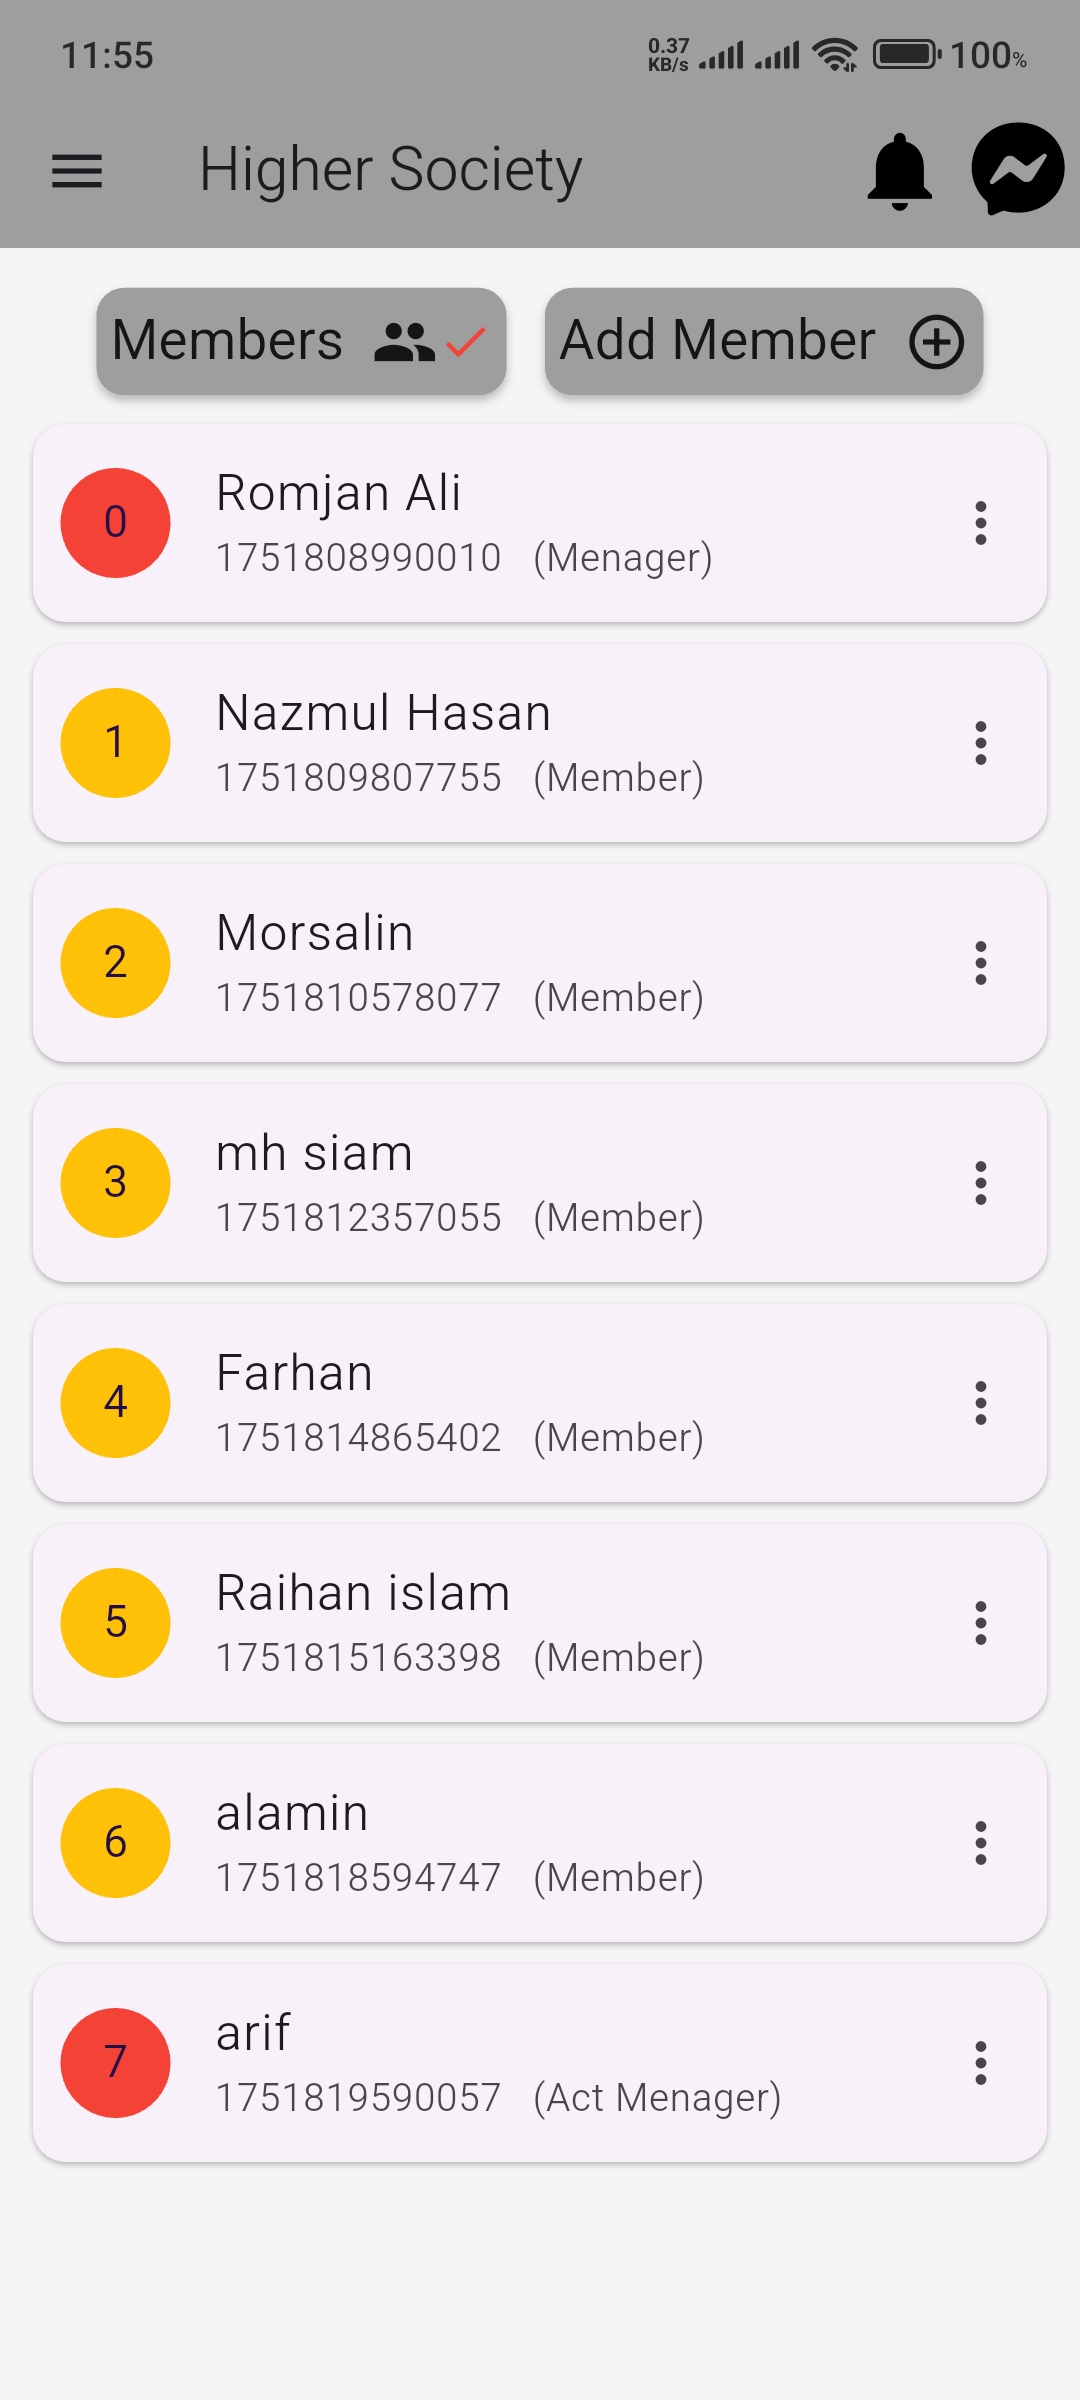 11:55 0.37 KB/s 100%
Higher Society
Members Add Member
0 Romjan Ali
1751808990010 (Menager)
1 Nazmul Hasan
1751809807755 (Member)
2 Morsalin
1751810578077 (Member)
3 mh siam
1751812357055 (Member)
4 Farhan
1751814865402 (Member)
5 Raihan islam
1751815163398 (Member)
6 alamin
1751818594747 (Member)
7 arif
1751819590057 (Act Menager)